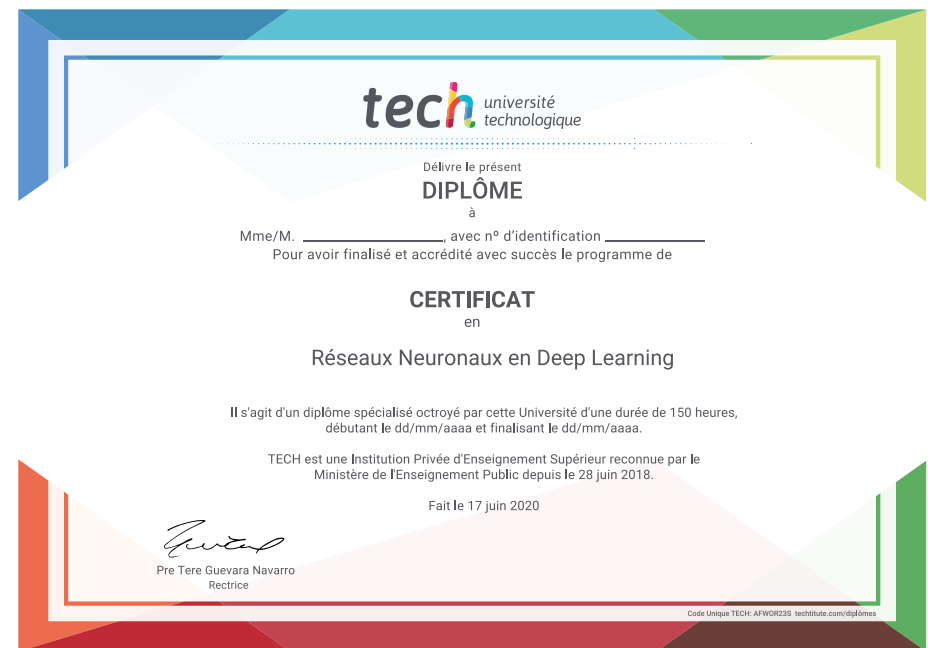 tech université
technologique
Délivre le présent
DIPLÔME
à
Mme/M. ____________________, avec nº d'identification ______________
Pour avoir finalisé et accrédité avec succès le programme de
CERTIFICAT
en
Réseaux Neuronaux en Deep Learning
Il s'agit d'un diplôme spécialisé octroyé par cette Université d'une durée de 150 heures,
débutant le dd/mm/aaaa et finalisant le dd/mm/aaaa.
TECH est une Institution Privée d'Enseignement Supérieur reconnue par le
Ministère de l'Enseignement Public depuis le 28 juin 2018.
Fait le 17 juin 2020
Pre Tere Guevara Navarro
Rectrice
Code Unique TECH: AFWOR23S techtitute.com/diplômes